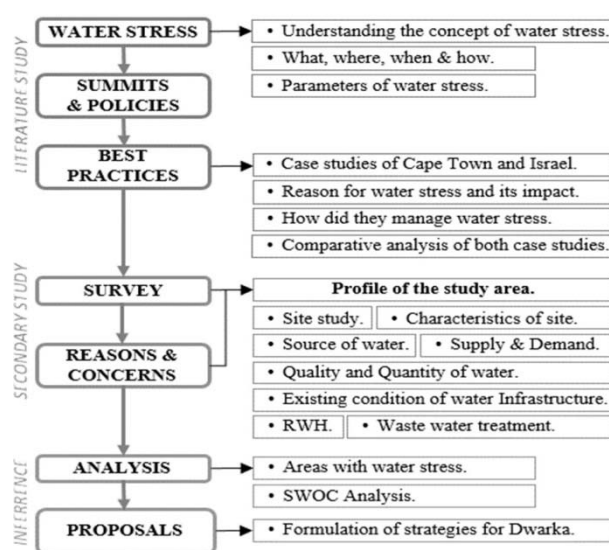 LITERATURE STUDY
WATER STRESS
• Understanding the concept of water stress.
• What, where, when & how.
• Parameters of water stress.
SUMMITS
& POLICIES
BEST
PRACTICES
• Case studies of Cape Town and Israel.
• Reason for water stress and its impact.
• How did they manage water stress.
• Comparative analysis of both case studies.
SECONDARY STUDY
SURVEY
REASONS &
CONCERNS
Profile of the study area.
• Site study. • Characteristics of site.
• Source of water. • Supply & Demand.
• Quality and Quantity of water.
• Existing condition of water Infrastructure.
• RWH. • Waste water treatment.
INFERRENCE
ANALYSIS
• Areas with water stress.
• SWOC Analysis.
PROPOSALS
• Formulation of strategies for Dwarka.